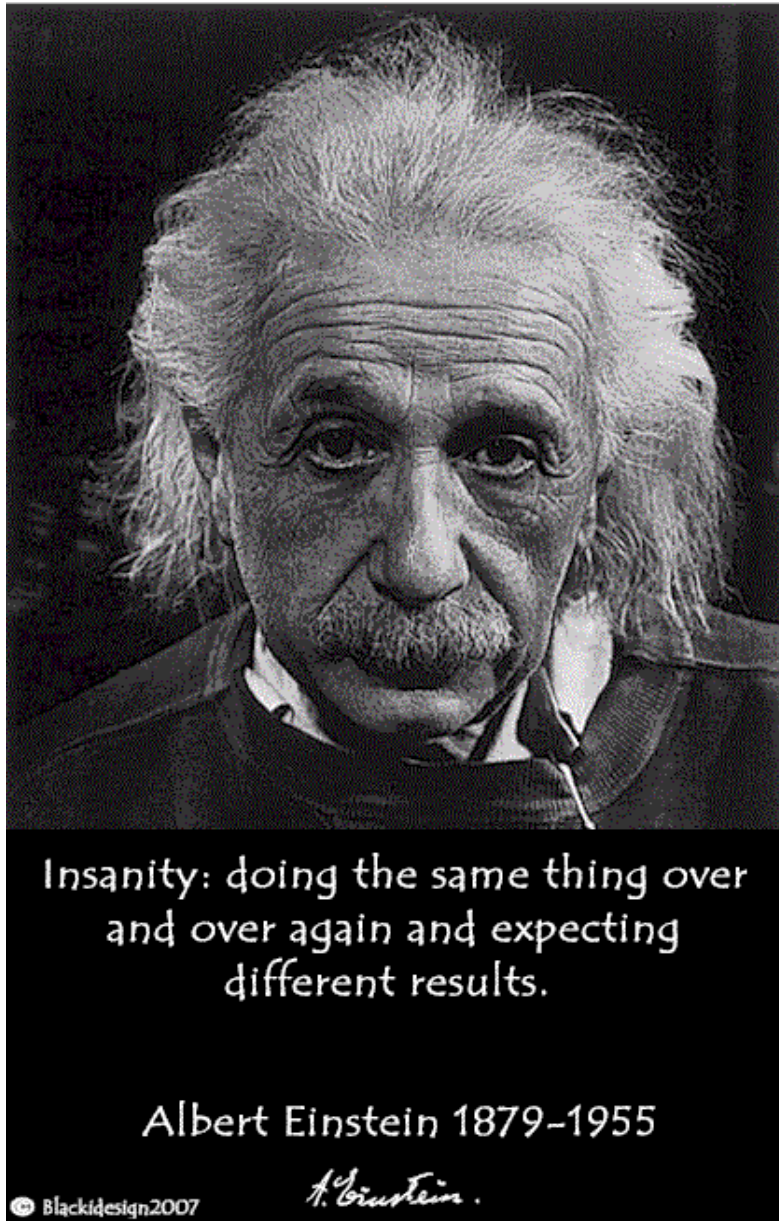 Insanity: doing the same thing over
and over again and expecting
different results.
Albert Einstein 1879-1955
A. Einstein.
© Blackidesign2007